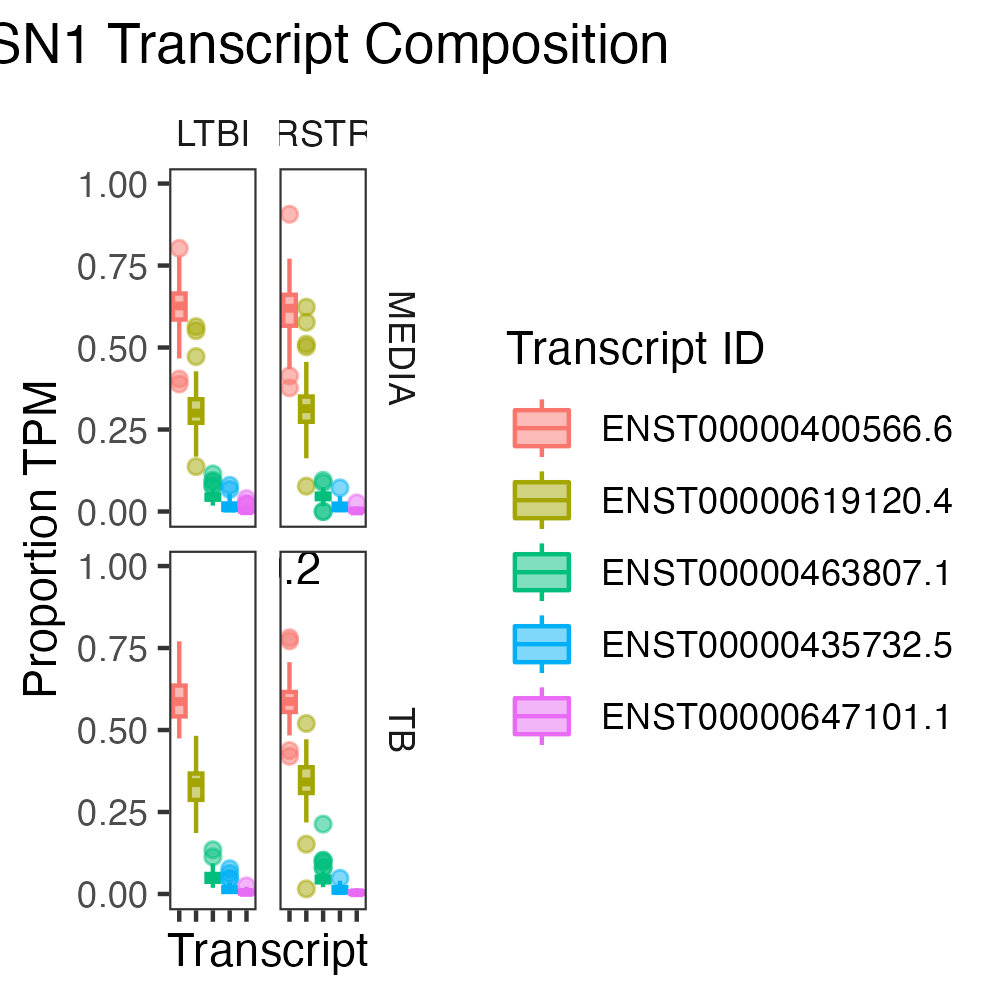 SN1 Transcript Composition
LTBI
RSTR
1.00
0.75
0.50
0.25
0.00
MEDIA
1.00
0.75
0.50
0.25
0.00
.2
TB
Proportion TPM
Transcript
Transcript ID
ENST00000400566.6
ENST00000619120.4
ENST00000463807.1
ENST00000435732.5
ENST00000647101.1